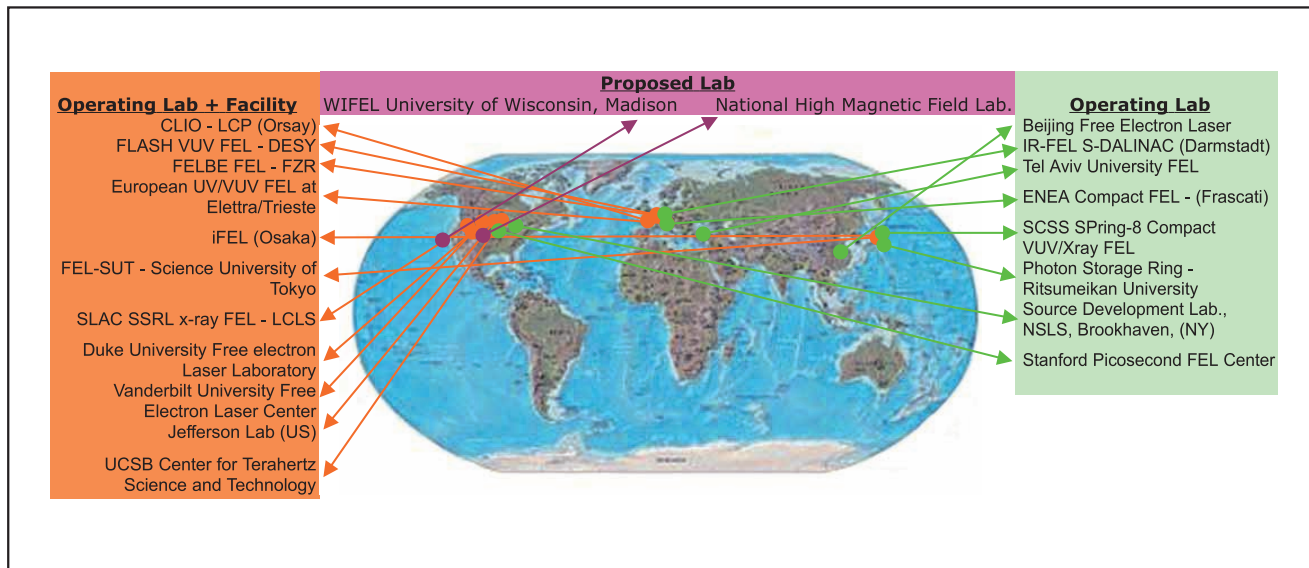 Proposed Lab
WIFEL University of Wisconsin, Madison
National High Magnetic Field Lab.
Operating Lab + Facility
CLIO - LCP (Orsay)
FLASH VUV FEL - DESY
FELBE FEL - FZR
European UV/VUV FEL at
Elettra/Trieste
iFEL (Osaka)
FEL-SUT - Science University of
Tokyo
SLAC SSRL x-ray FEL - LCLS
Duke University Free electron
Laser Laboratory
Vanderbilt University Free
Electron Laser Center
Jefferson Lab (US)
UCSB Center for Terahertz
Science and Technology
Operating Lab
Beijing Free Electron Laser
IR-FEL S-DALINAC (Darmstadt)
Tel Aviv University FEL
ENEA Compact FEL - (Frascati)
SCSS SPring-8 Compact
VUV/Xray FEL
Photon Storage Ring -
Ritsumeikan University
Source Development Lab.,
NSLS, Brookhaven, (NY)
Stanford Picosecond FEL Center